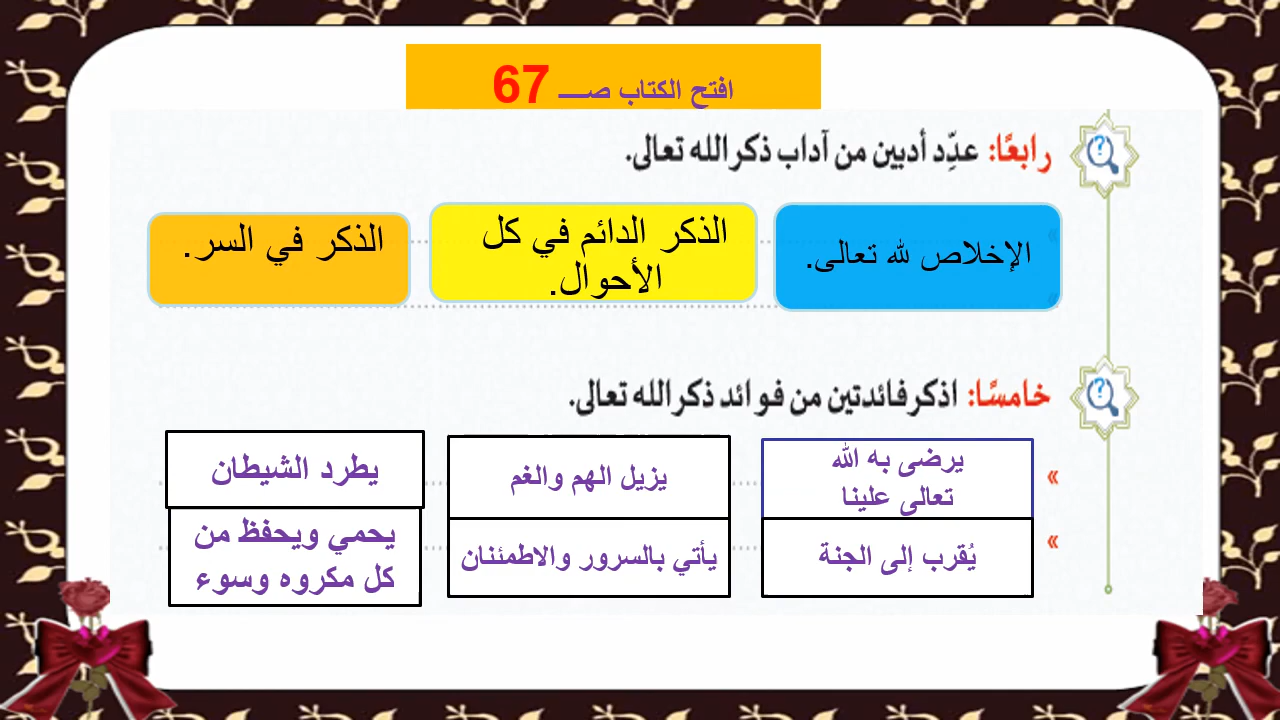 افتح الكتاب صـــ 67
رابعًا: عدِّد أدبين من آداب ذكر الله تعالى.
الإخلاص لله تعالى.
الذكر الدائم في كل
الأحوال.
الذكر في السر.
خامسًا: اذكر فائدتين من فوائد ذكر الله تعالى.
يرضى به الله
تعالى علينا
يزيل الهم والغم
يطرد الشيطان
يُقرب إلى الجنة
يأتي بالسرور والاطمئنان
يحمي ويحفظ من
كل مكروه وسوء